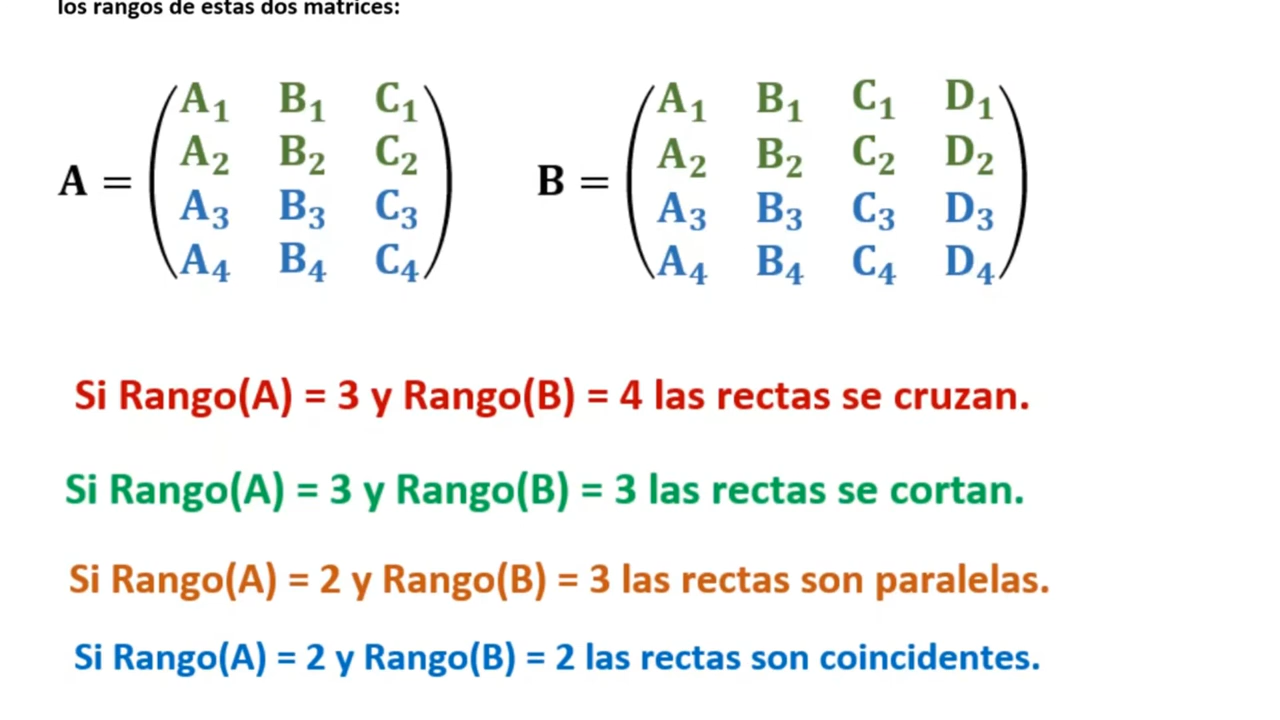 los rangos de estas dos matrices:
A = (A₁ B₁ C₁
A₂ B₂ C₂
A₃ B₃ C₃
A₄ B₄ C₄)
B = (A₁ B₁ C₁ D₁
A₂ B₂ C₂ D₂
A₃ B₃ C₃ D₃
A₄ B₄ C₄ D₄)
Si Rango(A) = 3 y Rango(B) = 4 las rectas se cruzan.
Si Rango(A) = 3 y Rango(B) = 3 las rectas se cortan.
Si Rango(A) = 2 y Rango(B) = 3 las rectas son paralelas.
Si Rango(A) = 2 y Rango(B) = 2 las rectas son coincidentes.